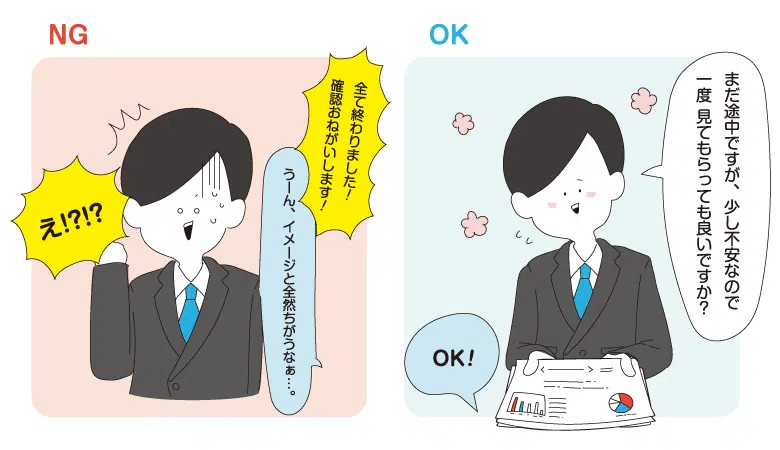 NG
全て終わりました!
確認おねがいします!
え!?!?
うーん、イメージと全然ちがうなぁ…。
OK
まだ途中ですが、少し不安なので
一度 見てもらっても良いですか?
OK!